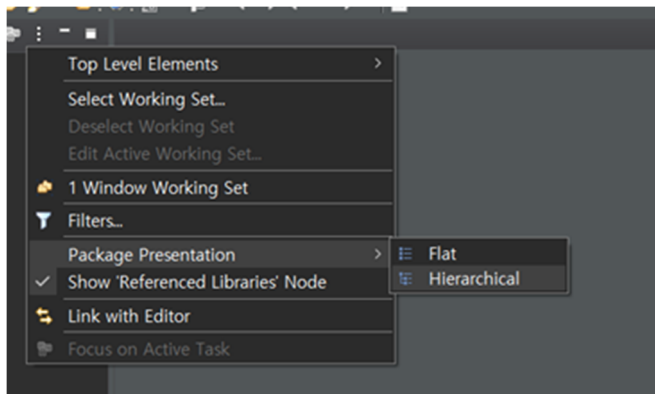 Top Level Elements
Select Working Set...
Deselect Working Set
Edit Active Working Set...
1 Window Working Set
Filters...
Package Presentation
Flat
Show 'Referenced Libraries' Node
Hierarchical
Link with Editor
Focus on Active Task